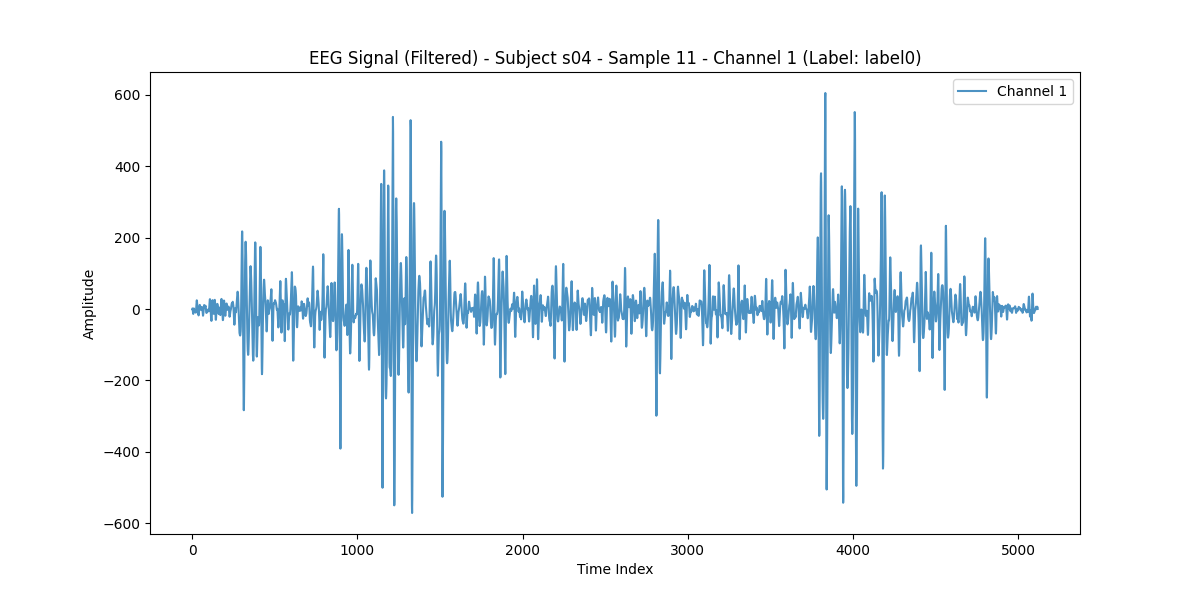 EEG Signal (Filtered) - Subject s04 - Sample 11 - Channel 1 (Label: label0)
Channel 1
600
400
200
0
−200
−400
−600
Amplitude
0 1000 2000 3000 4000 5000
Time Index